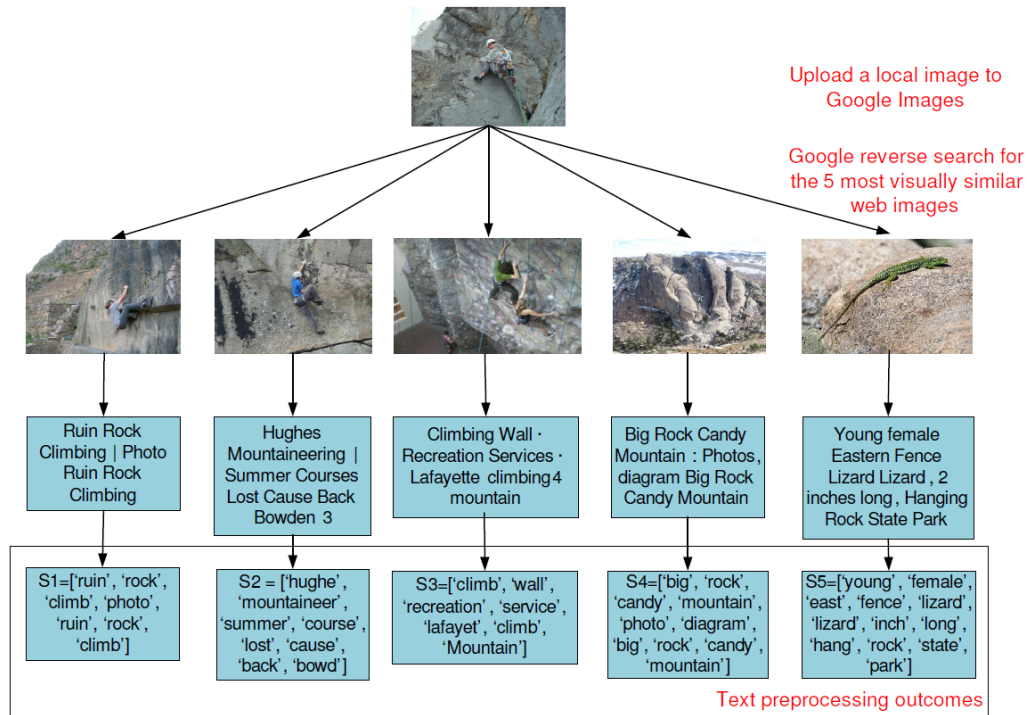 Upload a local image to
Google Images
Google reverse search for
the 5 most visually similar
web images
Ruin Rock
Climbing | Photo
Ruin Rock
Climbing
Hughes
Mountaineering |
Summer Courses
Lost Cause Back
Bowden 3
Climbing Wall ·
Recreation Services ·
Lafayette climbing4
mountain
Big Rock Candy
Mountain : Photos,
diagram Big Rock
Candy Mountain
Young female
Eastern Fence
Lizard Lizard , 2
inches long , Hanging
Rock State Park
S1=['ruin', 'rock',
'climb', 'photo',
'ruin', 'rock',
'climb']
S2 = ['hughe',
'mountaineer',
'summer', 'course',
'lost', 'cause',
'back', 'bowd']
S3=['climb', 'wall',
'recreation' , 'service',
'lafayet', 'climb',
'Mountain']
S4=['big', 'rock',
'candy', 'mountain',
'photo', 'diagram',
'big', 'rock', 'candy',
'mountain']
S5=['young', 'female',
'east', 'fence', 'lizard',
'lizard', 'inch', 'long',
'hang', 'rock', 'state',
'park']
Text preprocessing outcomes